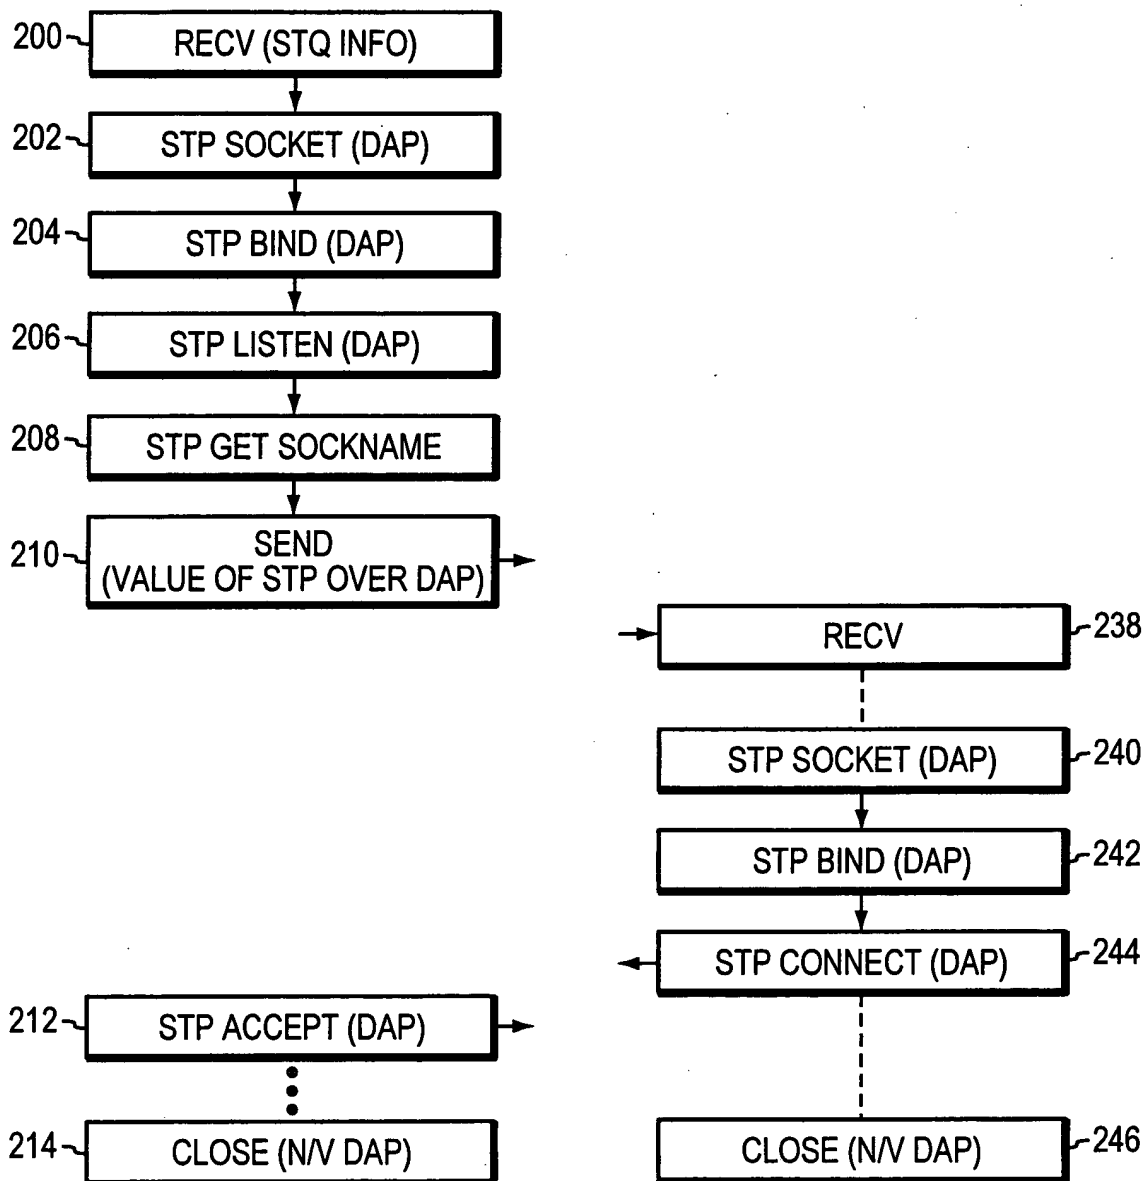 200 RECV (STQ INFO)
202 STP SOCKET (DAP)
204 STP BIND (DAP)
206 STP LISTEN (DAP)
208 STP GET SOCKNAME
210 SEND
(VALUE OF STP OVER DAP)
RECV 238
STP SOCKET (DAP) 240
STP BIND (DAP) 242
STP CONNECT (DAP) 244
212 STP ACCEPT (DAP)
214 CLOSE (N/V DAP)
CLOSE (N/V DAP) 246